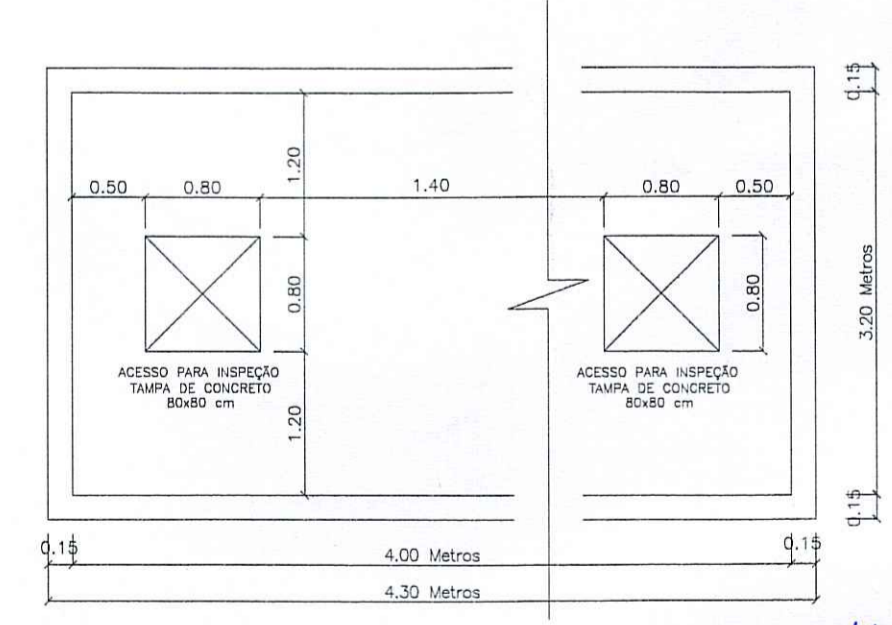 0.15
1.20
0.50
0.80
1.40
0.80
0.50
0.80
0.80
3.20 Metros
ACESSO PARA INSPEÇÃO
TAMPA DE CONCRETO
80x80 cm
ACESSO PARA INSPEÇÃO
TAMPA DE CONCRETO
80x80 cm
1.20
0.15
0.15
4.00 Metros
0.15
4.30 Metros